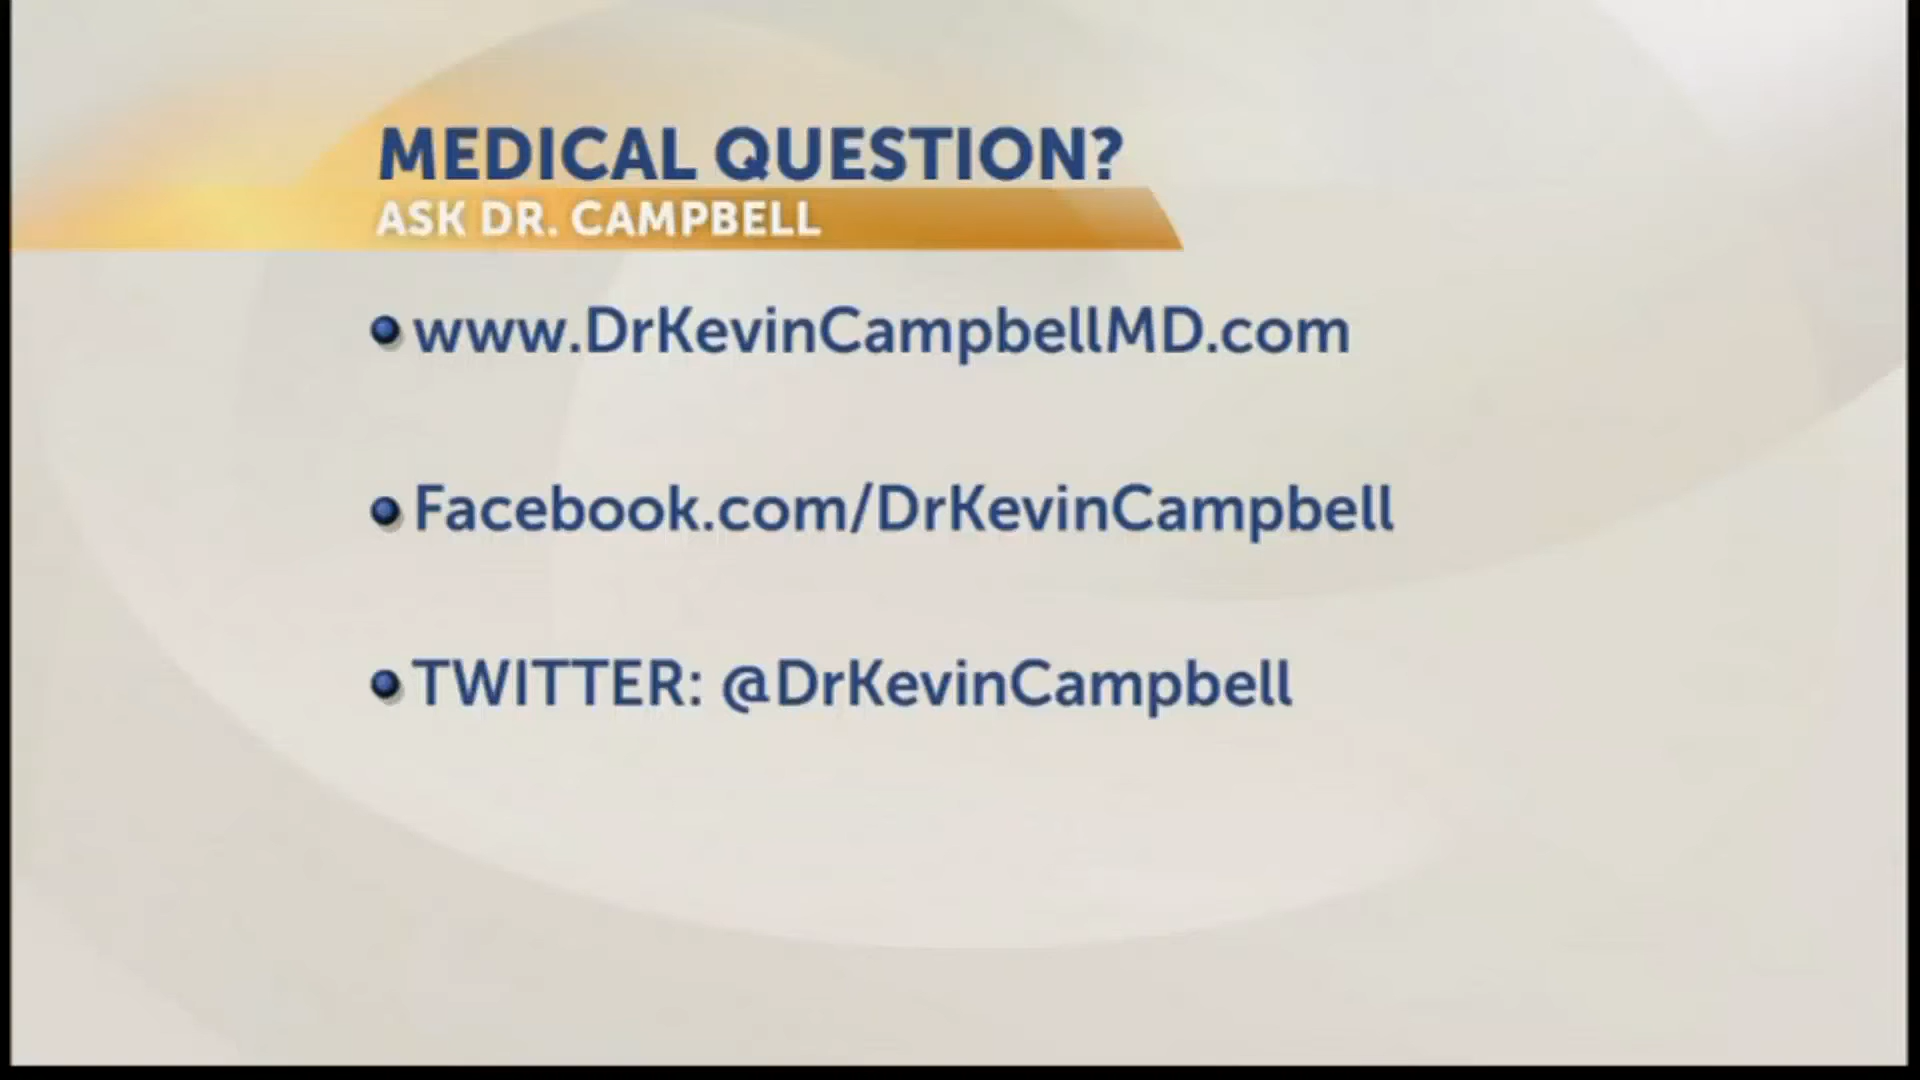 MEDICAL QUESTION?
ASK DR. CAMPBELL
www.DrKevinCampbellMD.com
Facebook.com/DrKevinCampbell
TWITTER: @DrKevinCampbell